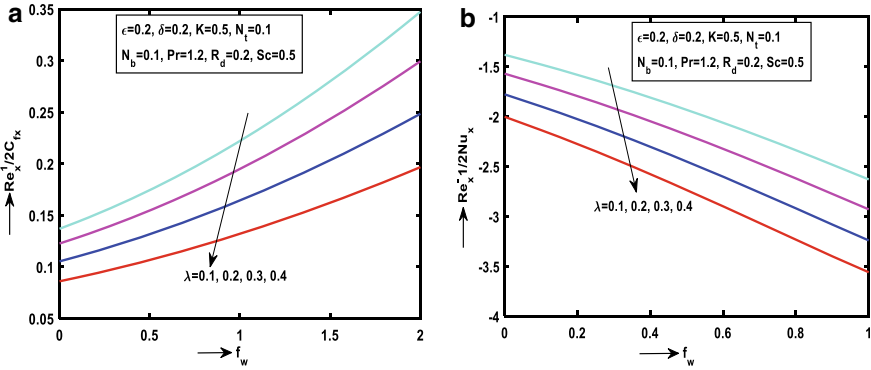 a
ϵ=0.2, δ=0.2, K=0.5, N_t=0.1
N_b=0.1, Pr=1.2, R_d=0.2, Sc=0.5
0.35
0.3
0.25
0.2
0.15
0.1
0.05
Re_x^1/2C_fx
λ=0.1, 0.2, 0.3, 0.4
0 0.5 1 1.5 2
f_w
b
ϵ=0.2, δ=0.2, K=0.5, N_t=0.1
N_b=0.1, Pr=1.2, R_d=0.2, Sc=0.5
-1
-1.5
-2
-2.5
-3
-3.5
-4
Re_x^-1/2Nu_x
λ=0.1, 0.2, 0.3, 0.4
0 0.2 0.4 0.6 0.8 1
f_w